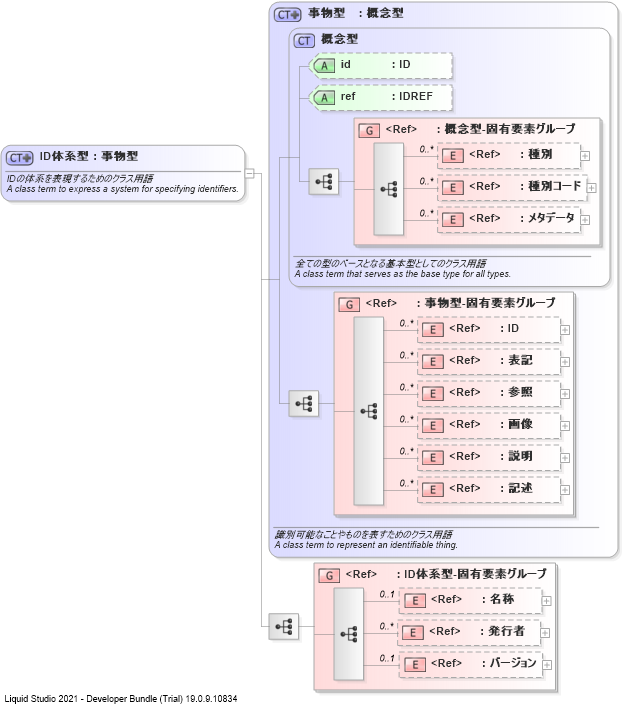 CT 事物型 : 概念型
CT 概念型
A id : ID
A ref : IDREF
G <Ref> : 概念型-固有要素グループ
0..* E <Ref> : 種別
CT ID体系型 : 事物型
IDの体系を表現するためのクラス用語
A class term to express a system for specifying identifiers.
0..* E <Ref> : 種別コード
0..* E <Ref> : メタデータ
全ての型のベースとなる基本型としてのクラス用語
A class term that serves as the base type for all types.
G <Ref> : 事物型-固有要素グループ
0..* E <Ref> : ID
0..* E <Ref> : 表記
0..* E <Ref> : 参照
0..* E <Ref> : 画像
0..* E <Ref> : 説明
0..* E <Ref> : 記述
識別可能なことやものを表すためのクラス用語
A class term to represent an identifiable thing.
G <Ref> : ID体系型-固有要素グループ
0..1 E <Ref> : 名称
0..* E <Ref> : 発行者
0..1 E <Ref> : バージョン
Liquid Studio 2021 - Developer Bundle (Trial) 19.0.9.10834